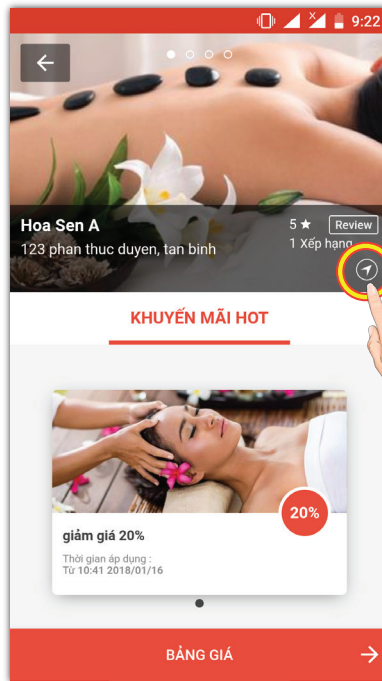 9:22
Hoa Sen A
5 ★ Review
123 phan thuc duyen, tan binh
1 Xếp hạng
KHUYẾN MÃI HOT
20%
giảm giá 20%
Thời gian áp dụng :
Từ 10:41 2018/01/16
BẢNG GIÁ